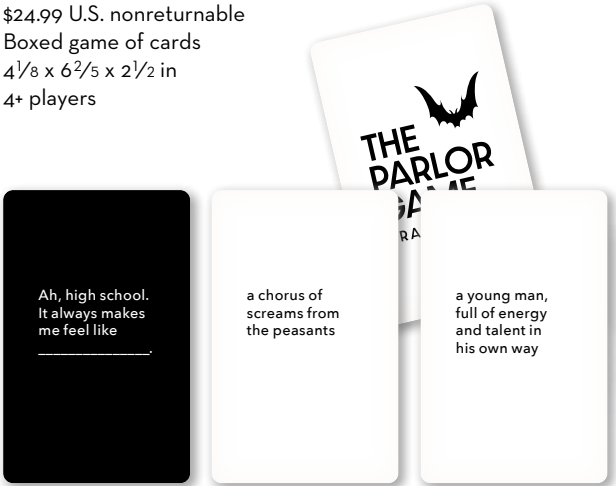 $24.99 U.S. nonreturnable
Boxed game of cards
4⅛ x 6⅖ x 2½ in
4+ players
THE
PARLOR
GAME
Ah, high school.
It always makes
me feel like
_______________.
a chorus of
screams from
the peasants
a young man,
full of energy
and talent in
his own way